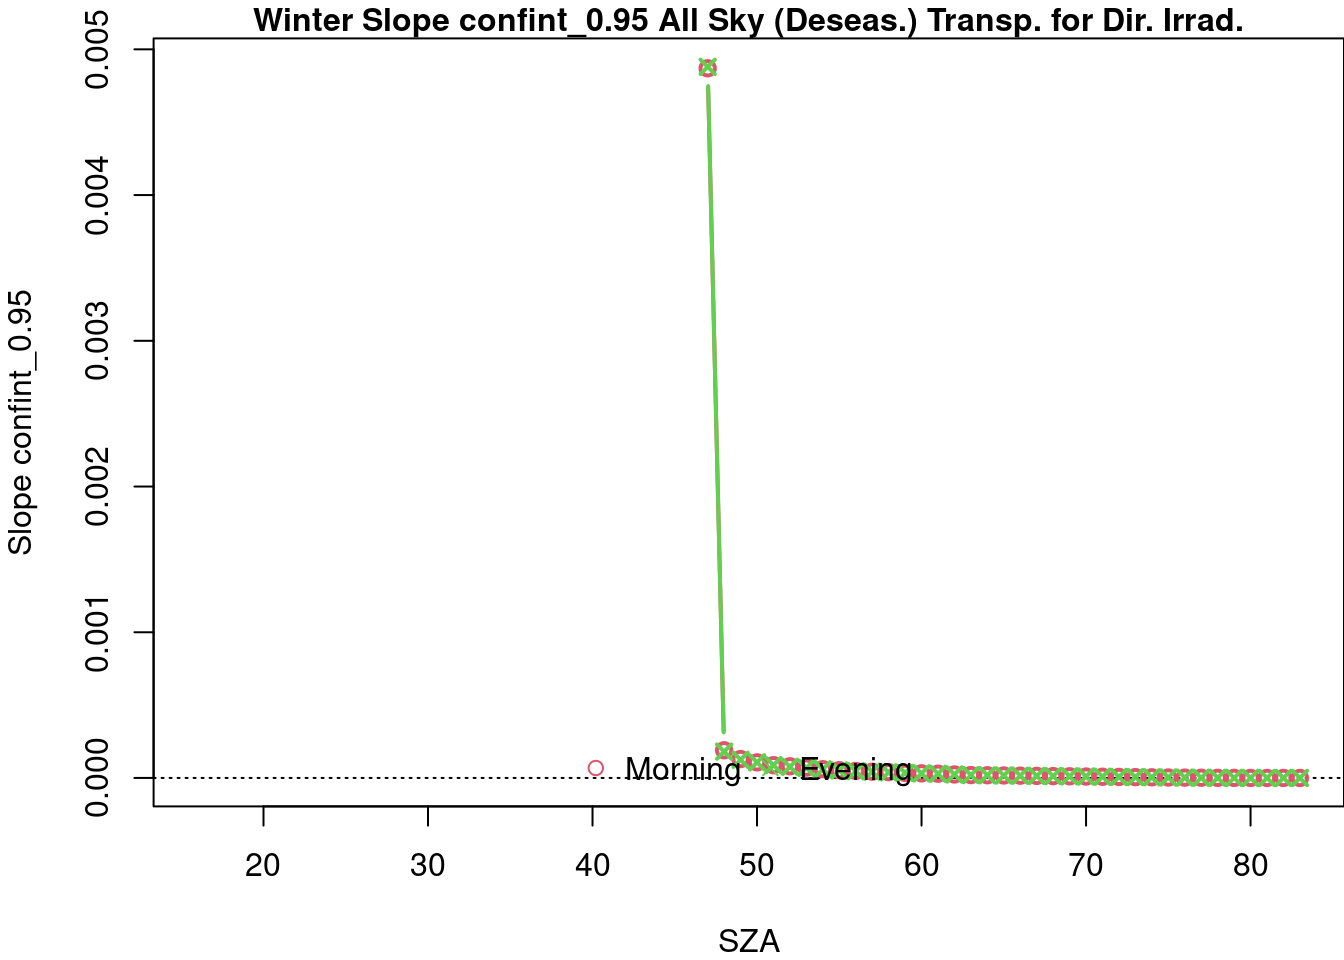 Winter Slope confint_0.95 All Sky (Deseas.) Transp. for Dir. Irrad.
Slope confint_0.95
0.005
0.004
0.003
0.002
0.001
0.000
Morning Evening
20 30 40 50 60 70 80
SZA